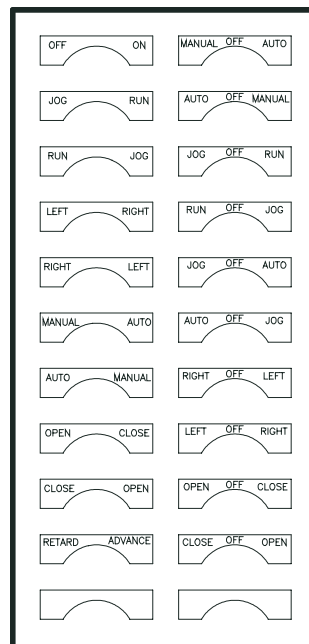 OFF ON MANUAL OFF AUTO
JOG RUN AUTO OFF MANUAL
RUN JOG JOG OFF RUN
LEFT RIGHT RUN OFF JOG
RIGHT LEFT JOG OFF AUTO
MANUAL AUTO AUTO OFF JOG
AUTO MANUAL RIGHT OFF LEFT
OPEN CLOSE LEFT OFF RIGHT
CLOSE OPEN OPEN OFF CLOSE
RETARD ADVANCE CLOSE OFF OPEN